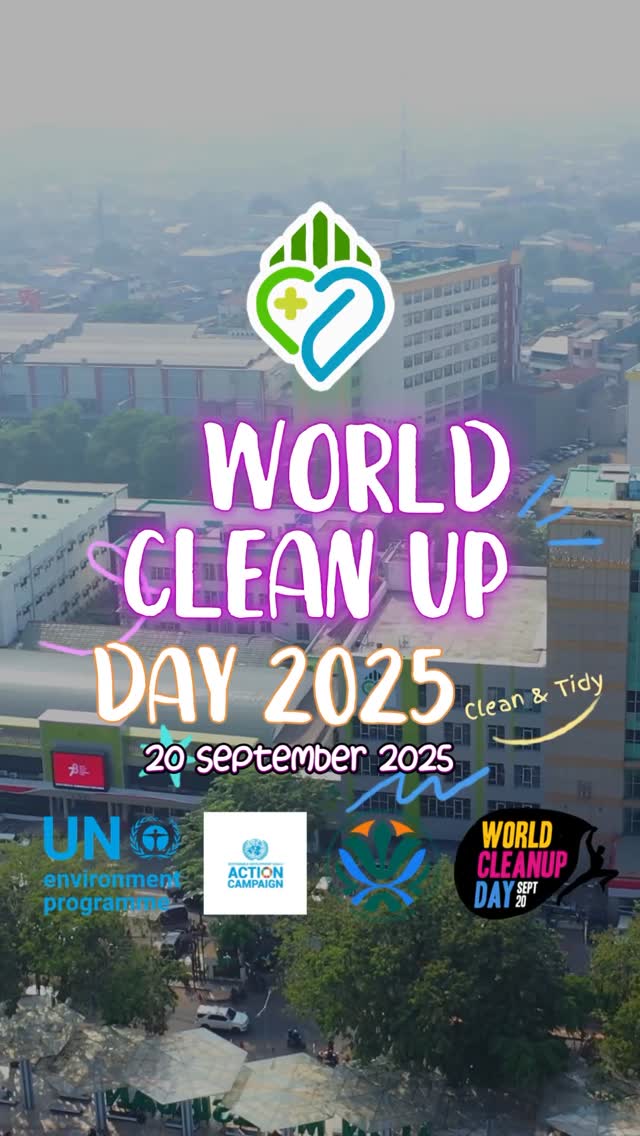 WORLD
CLEAN UP
DAY 2025
Clean & Tidy
20 September 2025
UN
environment
programme
ACTION
CAMPAIGN
WORLD
CLEANUP
DAY SEPT 20